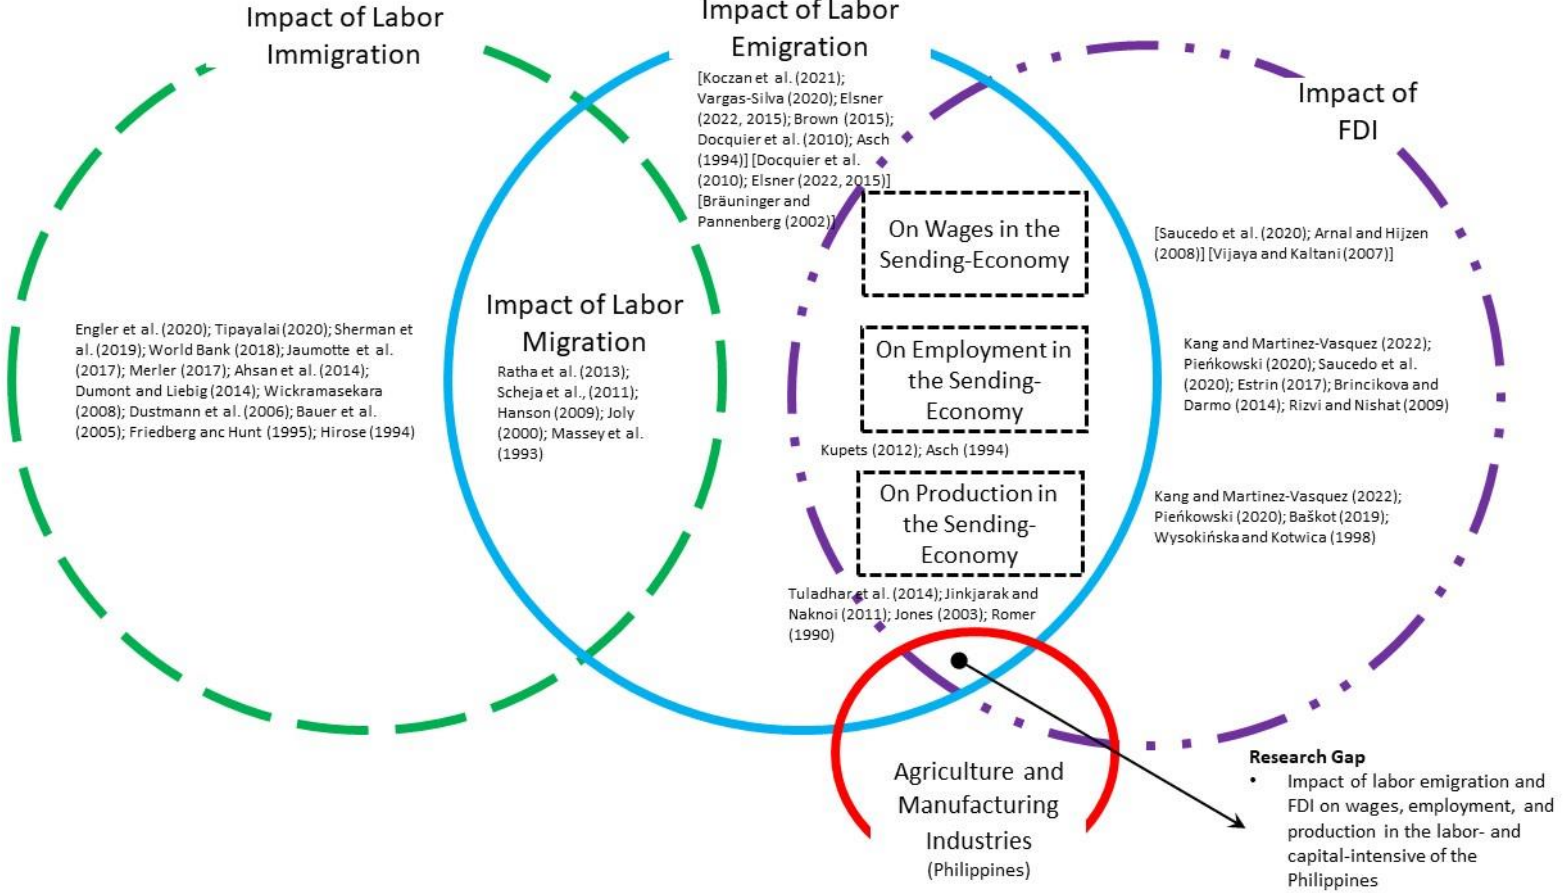 Impact of Labor
Immigration
Impact of Labor
Emigration
[Koczan et al. (2021);
Vargas-Silva (2020); Elsner
(2022, 2015); Brown (2015);
Docquier et al. (2010); Asch
(1994)] [Docquier et al.
(2010); Elsner (2022, 2015)]
[Bräuninger and
Pannenberg (2002)]
Impact of
FDI
On Wages in the
Sending-Economy
[Saucedo et al. (2020); Arnal and Hijzen
(2008)] [Vijaya and Kaltani (2007)]
Engler et al. (2020); Tipayalai (2020); Sherman et
al. (2019); World Bank (2018); Jaumotte et al.
(2017); Merler (2017); Ahsan et al. (2014);
Dumont and Liebig (2014); Wickramasekara
(2008); Dustmann et al. (2006); Bauer et al.
(2005); Friedberg anc Hunt (1995); Hirose (1994)
Impact of Labor
Migration
Ratha et al. (2013);
Scheja et al., (2011);
Hanson (2009); Joly
(2000); Massey et al.
(1993)
On Employment in
the Sending-
Economy
Kupets (2012); Asch (1994)
Kang and Martinez-Vasquez (2022);
Pieńkowski (2020); Saucedo et al.
(2020); Estrin (2017); Brincikova and
Darmo (2014); Rizvi and Nishat (2009)
On Production in
the Sending-
Economy
Tuladhar et al. (2014); Jinkjarak and
Naknoi (2011); Jones (2003); Romer
(1990)
Kang and Martinez-Vasquez (2022);
Pieńkowski (2020); Baškot (2019);
Wysokińska and Kotwica (1998)
Agriculture and
Manufacturing
Industries
(Philippines)
Research Gap
• Impact of labor emigration and
FDI on wages, employment, and
production in the labor- and
capital-intensive of the
Philippines